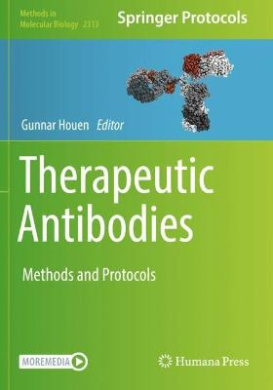 Methods in
Molecular Biology 2313
Springer Protocols
Gunnar Houen Editor
Therapeutic
Antibodies
Methods and Protocols
MOREMEDIA
Humana Press